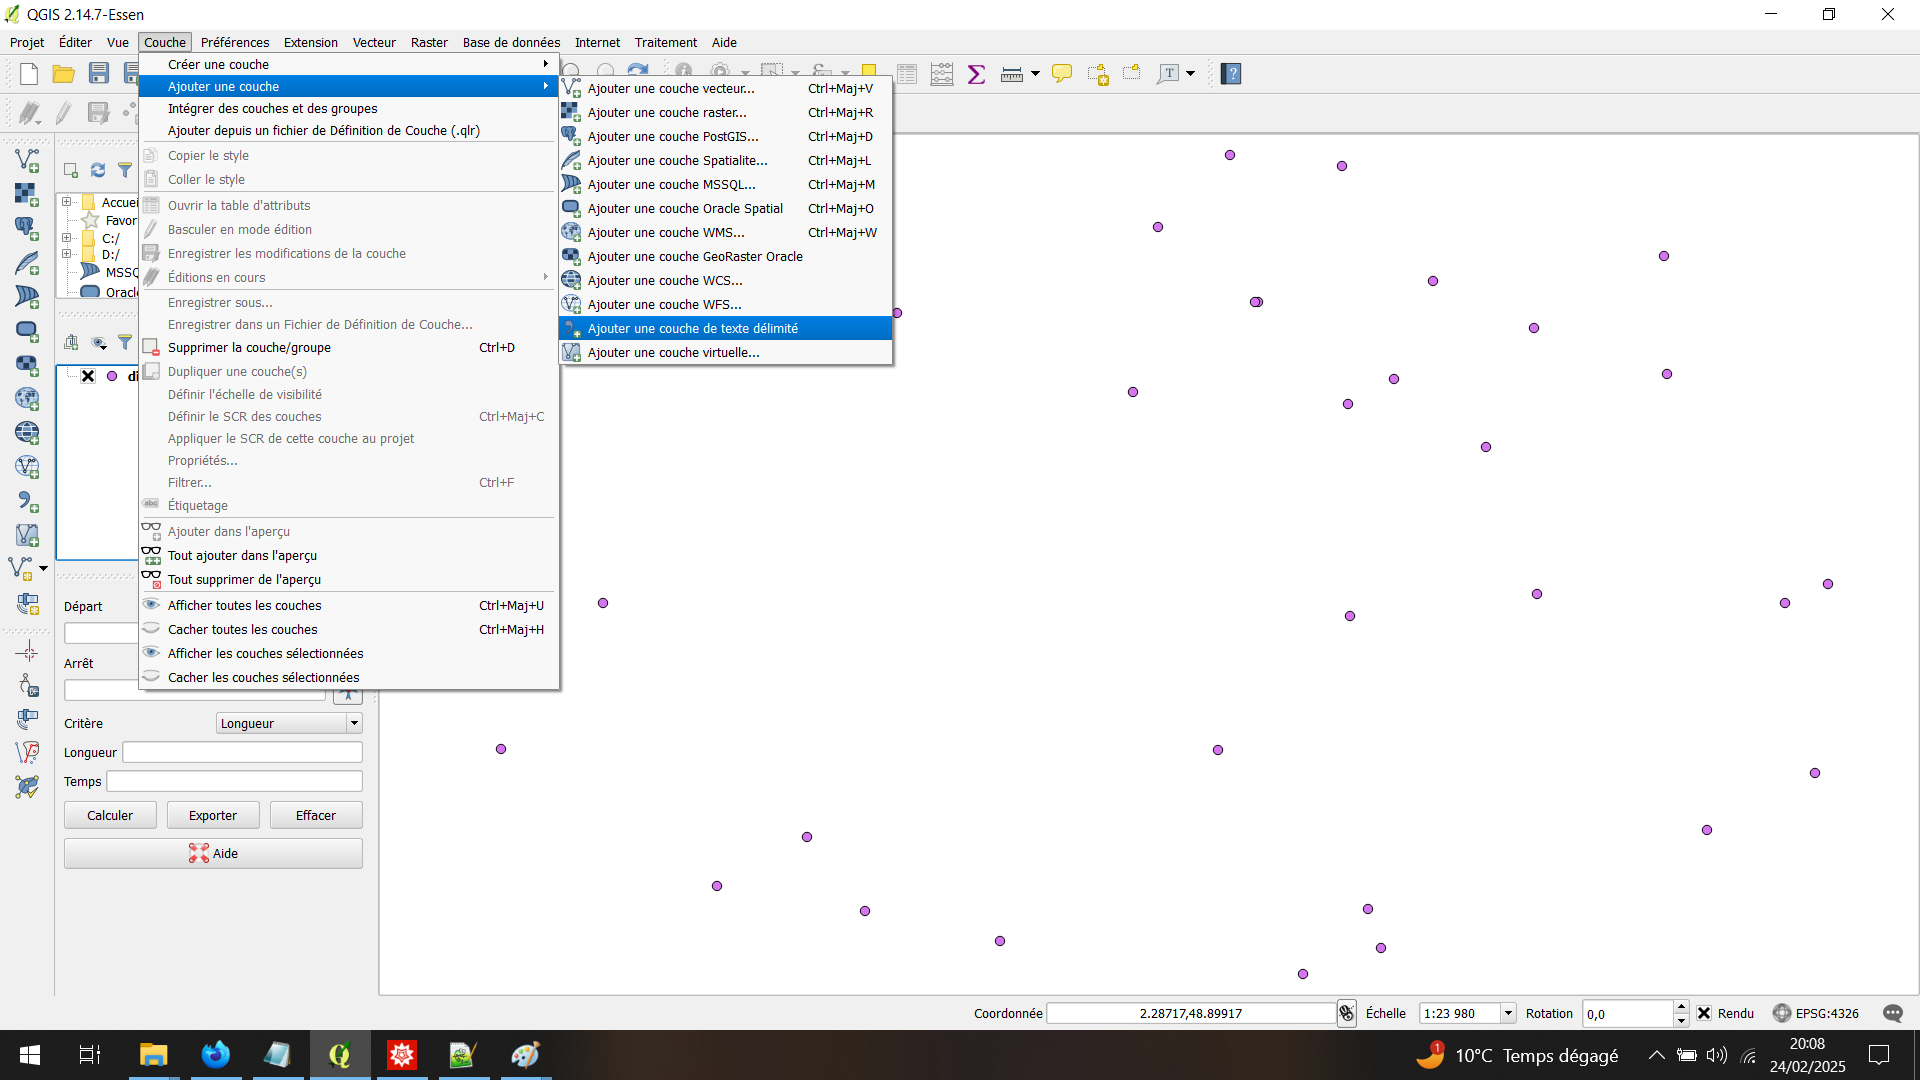 QGIS 2.14.7-Essen
Projet Éditer Vue Couche Préférences Extension Vecteur Raster Base de données Internet Traitement Aide
Créer une couche
Ajouter une couche
Intégrer des couches et des groupes
Ajouter depuis un fichier de Définition de Couche (.qlr)
Copier le style
Coller le style
Ouvrir la table d'attributs
Basculer en mode édition
Enregistrer les modifications de la couche
Éditions en cours
Enregistrer sous...
Enregistrer dans un Fichier de Définition de Couche...
Supprimer la couche/groupe Ctrl+D
Dupliquer une couche(s)
Définir l'échelle de visibilité
Définir le SCR des couches Ctrl+Maj+C
Appliquer le SCR de cette couche au projet
Propriétés...
Filtrer... Ctrl+F
abc Étiquetage
Ajouter dans l'aperçu
Tout ajouter dans l'aperçu
Tout supprimer de l'aperçu
Afficher toutes les couches Ctrl+Maj+U
Cacher toutes les couches Ctrl+Maj+H
Afficher les couches sélectionnées
Cacher les couches sélectionnées
Ajouter une couche vecteur... Ctrl+Maj+V
Ajouter une couche raster... Ctrl+Maj+R
Ajouter une couche PostGIS... Ctrl+Maj+D
Ajouter une couche Spatialite... Ctrl+Maj+L
Ajouter une couche MSSQL... Ctrl+Maj+M
Ajouter une couche Oracle Spatial Ctrl+Maj+O
Ajouter une couche WMS... Ctrl+Maj+W
Ajouter une couche GeoRaster Oracle
Ajouter une couche WCS...
Ajouter une couche WFS...
Ajouter une couche de texte délimité
Ajouter une couche virtuelle...
Accuei
Favor
C:/
D:/
MSSQ
Oracl
di
Départ
Arrêt
Critère Longueur
Longueur
Temps
Calculer Exporter Effacer
Aide
Coordonnée 2.28717,48.89917 Échelle 1:23 980 Rotation 0,0 Rendu EPSG:4326
1 10°C Temps dégagé
20:08
24/02/2025